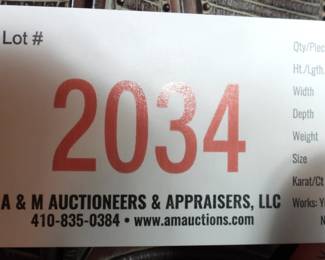 Lot #
2034
A & M AUCTIONEERS & APPRAISERS, LLC
410-835-0384 • www.amauctions.com
Qty/Piec
Ht./Lgth.
Width
Depth
Weight
Size
Karat/Ct
Works: Y
N